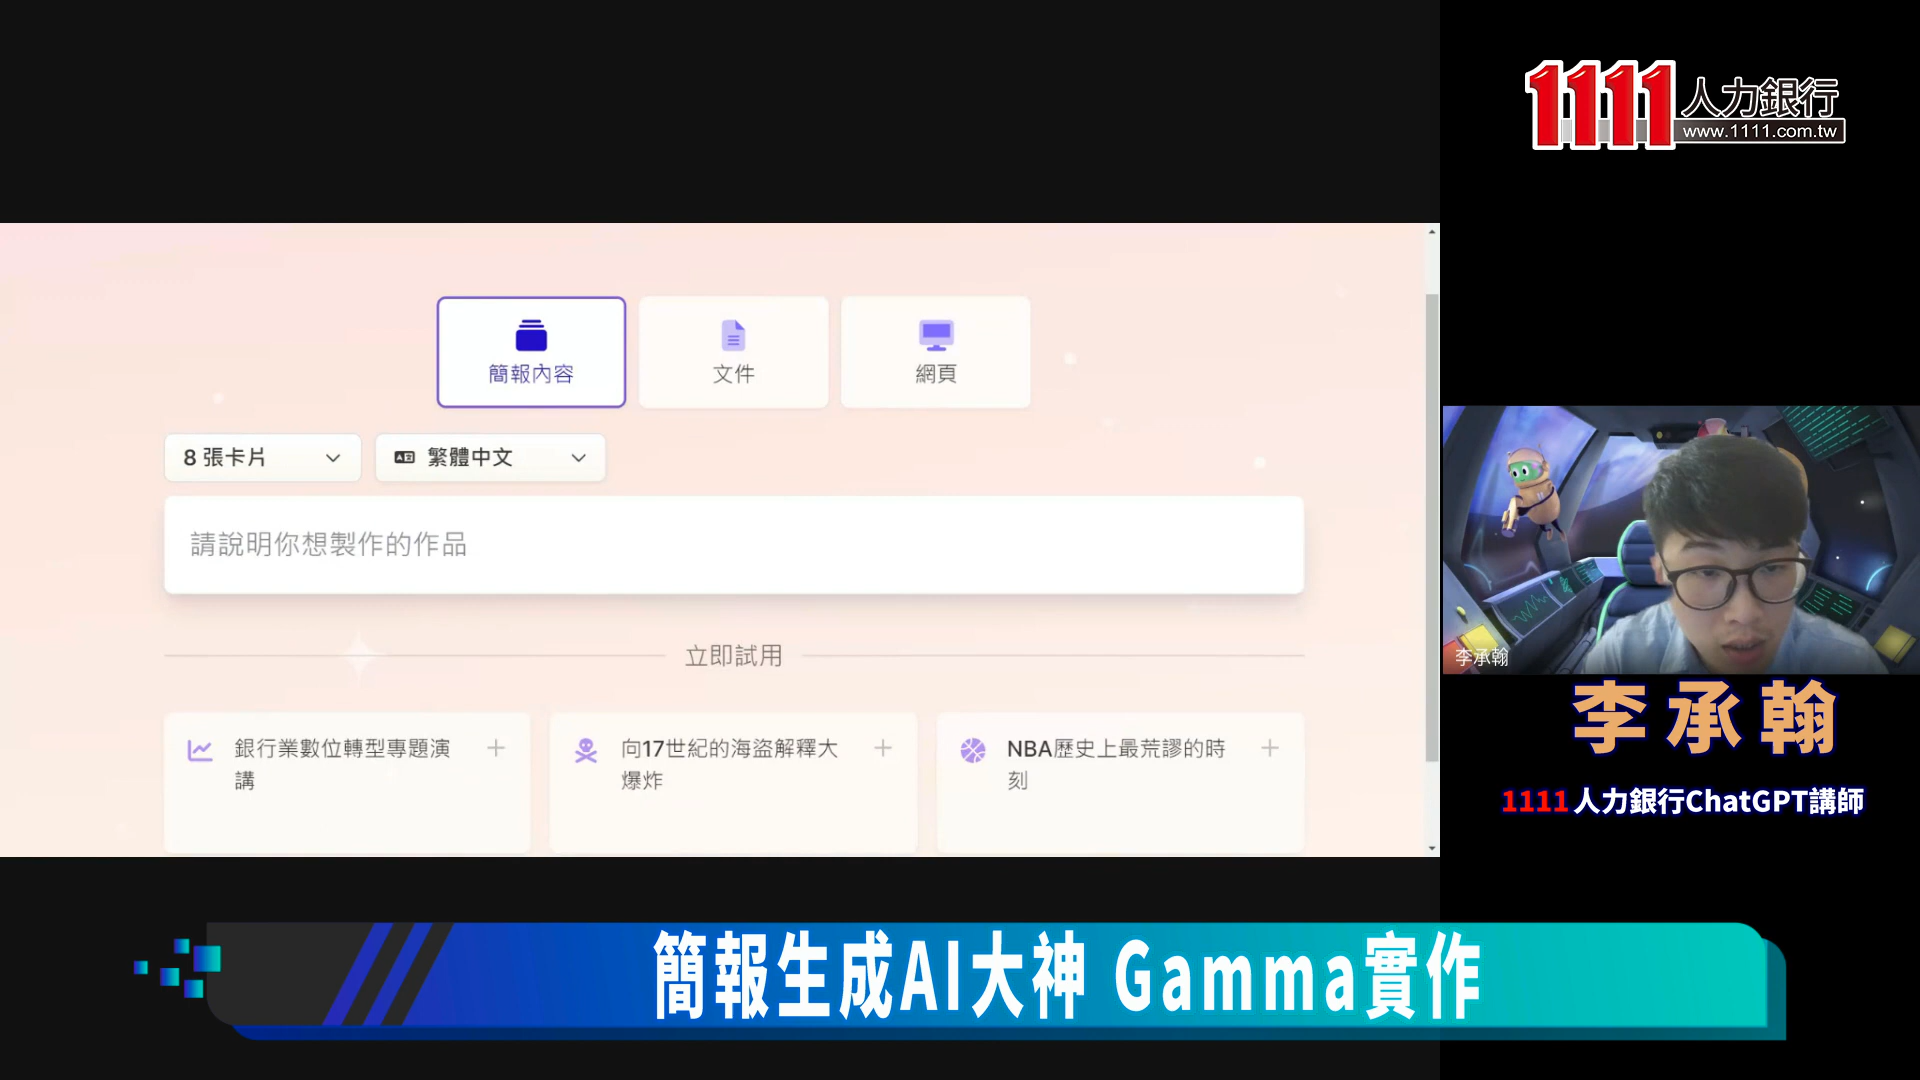 1111 人力銀行
www.1111.com.tw
簡報內容
文件
網頁
8 張卡片
繁體中文
請說明你想製作的作品
立即試用
銀行業數位轉型專題演
講
向17世紀的海盜解釋大
爆炸
NBA歷史上最荒謬的時
刻
李承翰
李承翰
1111人力銀行ChatGPT講師
簡報生成AI大神 Gamma實作